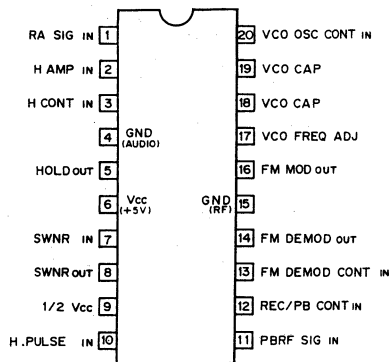 RA SIG IN 1 20 VCO OSC CONT IN
H AMP IN 2 19 VCO CAP
H CONT IN 3 18 VCO CAP
4 GND (AUDIO) 17 VCO FREQ ADJ
HOLD OUT 5 16 FM MOD OUT
6 Vcc (+5V) GND (RF) 15
SWNR IN 7 14 FM DEMOD OUT
SWNR OUT 8 13 FM DEMOD CONT IN
1/2 Vcc 9 12 REC/PB CONT IN
H.PULSE IN 10 11 PBRF SIG IN